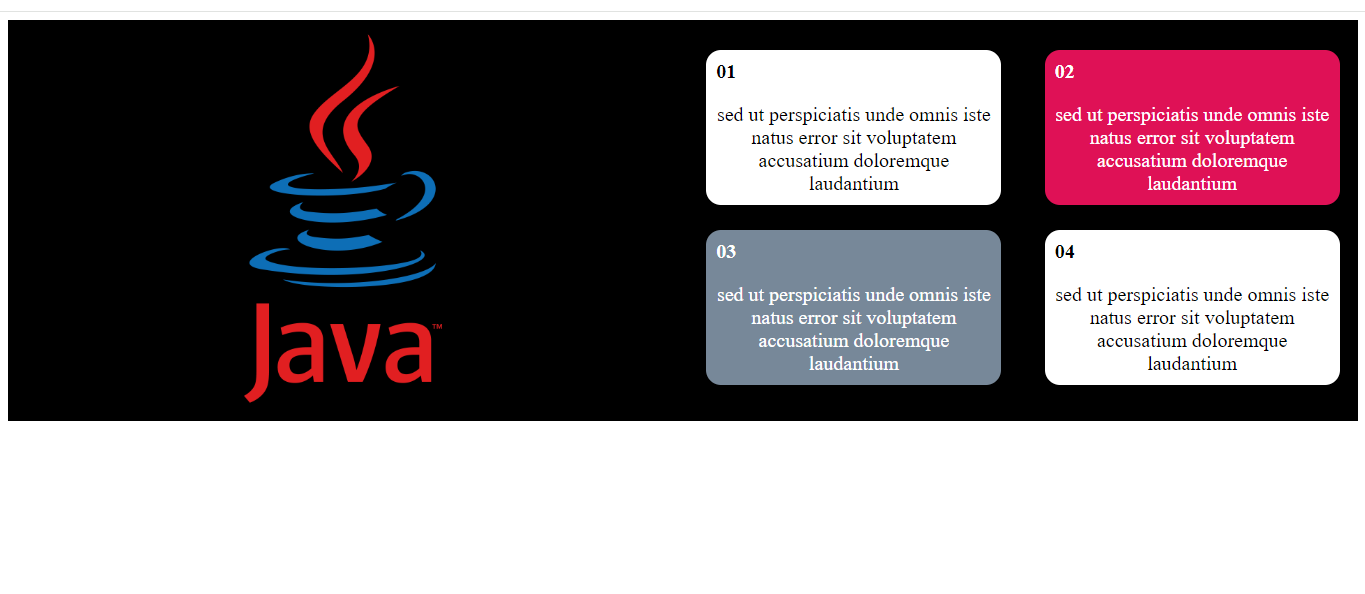 Java™
01
sed ut perspiciatis unde omnis iste
natus error sit voluptatem
accusantium doloremque
laudantium
02
sed ut perspiciatis unde omnis iste
natus error sit voluptatem
accusatium doloremque
laudantium
03
sed ut perspiciatis unde omnis iste
natus error sit voluptatem
accusatium doloremque
laudantium
04
sed ut perspiciatis unde omnis iste
natus error sit voluptatem
accusatium doloremque
laudantium